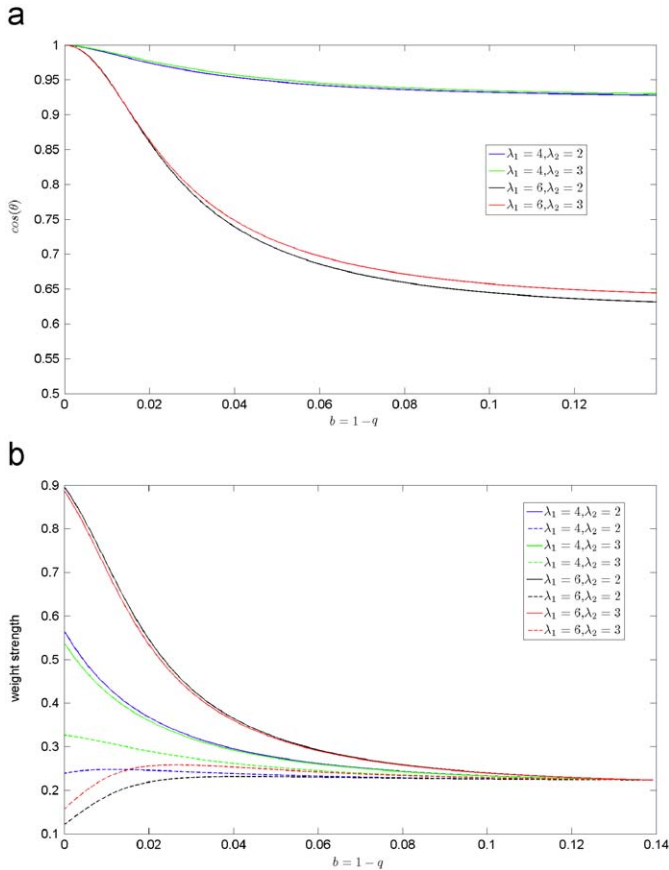 a
1
0.95
0.9
0.85
0.8
0.75
0.7
0.65
0.6
0.55
0.5
cos(θ)
λ₁ = 4,λ₂ = 2
λ₁ = 4,λ₂ = 3
λ₁ = 6,λ₂ = 2
λ₁ = 6,λ₂ = 3
0 0.02 0.04 0.06 0.08 0.1 0.12
b = 1 − q
b
0.9
0.8
0.7
0.6
0.5
0.4
0.3
0.2
0.1
weight strength
λ₁ = 4,λ₂ = 2
λ₁ = 4,λ₂ = 2
λ₁ = 4,λ₂ = 3
λ₁ = 4,λ₂ = 3
λ₁ = 6,λ₂ = 2
λ₁ = 6,λ₂ = 2
λ₁ = 6,λ₂ = 3
λ₁ = 6,λ₂ = 3
0 0.02 0.04 0.06 0.08 0.1 0.12 0.14
b = 1 − q